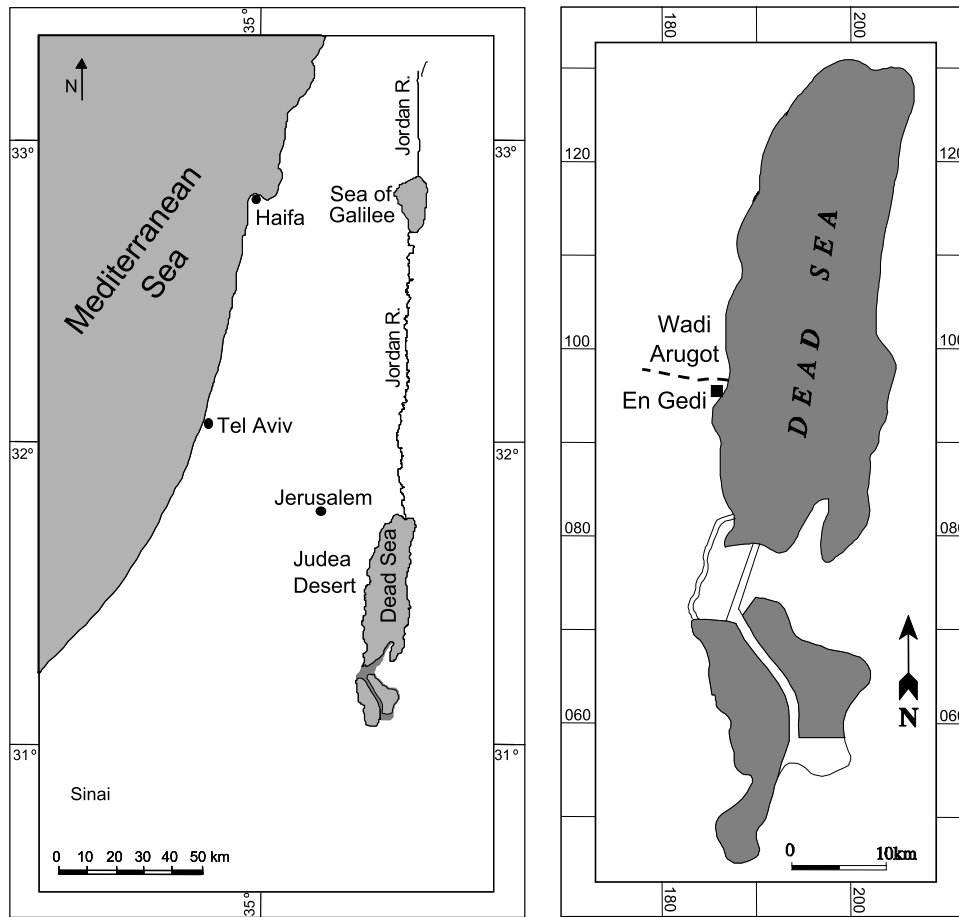 35°
N
33°
33°
Jordan R.
Sea of
Galilee
Haifa
Mediterranean
Sea
Jordan R.
Tel Aviv
32°
32°
Jerusalem
Judea
Desert
Dead Sea
31°
31°
Sinai
0 10 20 30 40 50 km
35°
180
200
120
120
DEAD SEA
Wadi
Arugot
100
100
En Gedi
080
080
N
060
060
0 10km
180
200